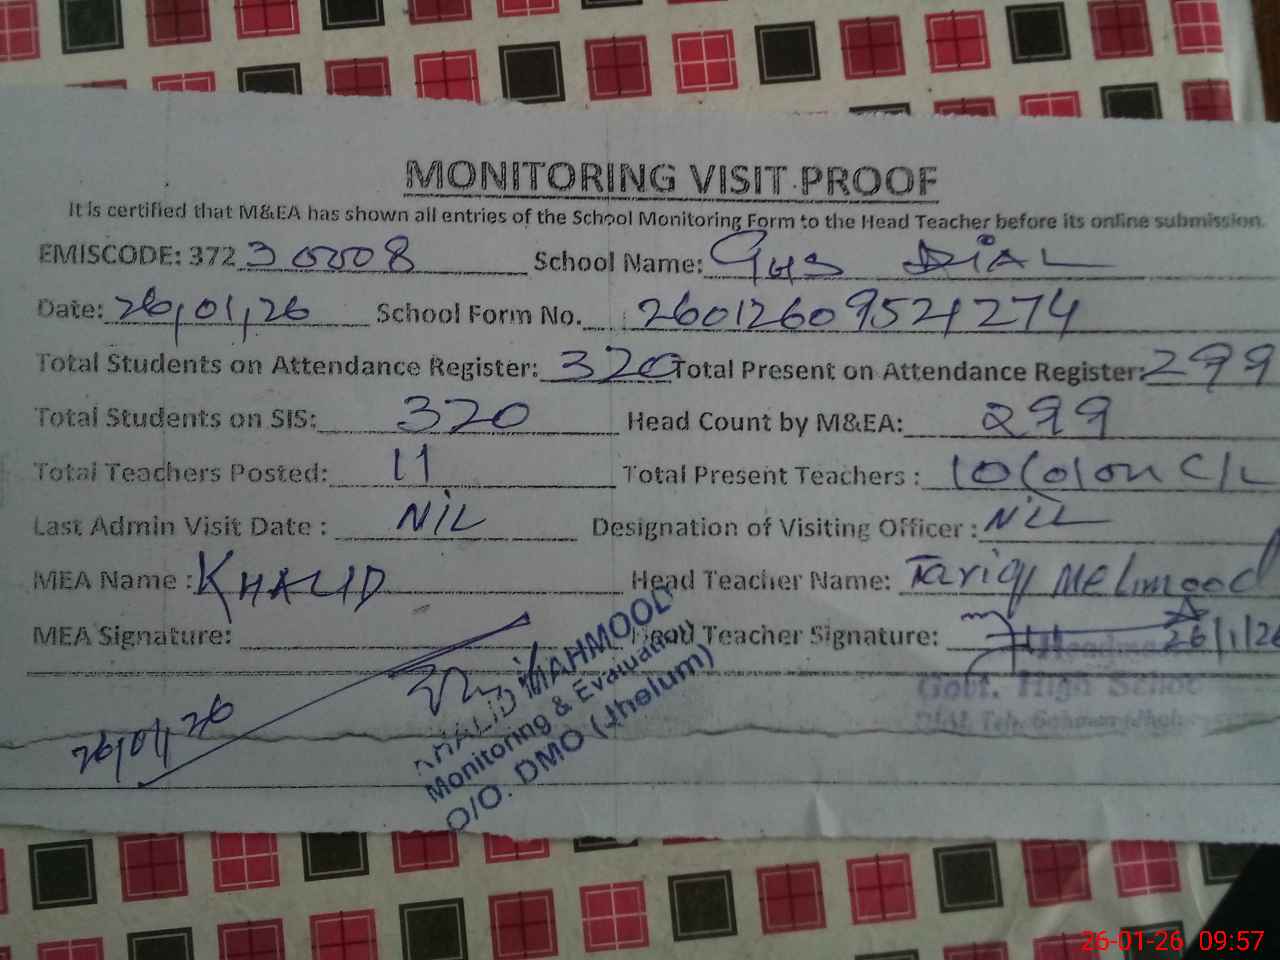 MONITORING VISIT PROOF
It is certified that M&EA has shown all entries of the School Monitoring Form to the Head Teacher before its online submission.
EMISCODE: 372 30008 School Name: GHS DIAL
Date: 26,01,26 School Form No. 26012609521274
Total Students on Attendance Register: 320 Total Present on Attendance Register: 299
Total Students on SIS: 320 Head Count by M&EA: 299
Total Teachers Posted: 11 Total Present Teachers : 10 (01 on C/L
Last Admin Visit Date : NIL Designation of Visiting Officer : NIL
MEA Name : KHALID Head Teacher Name: Tariq Mehmood
MEA Signature: Head Teacher Signature: 26/1/26
26,01,26
KHALID MAHMOOD
Monitoring & Evaluation
O/O. DMO (Jhelum)
Govt. High
DIAL
26-01-26 09:57